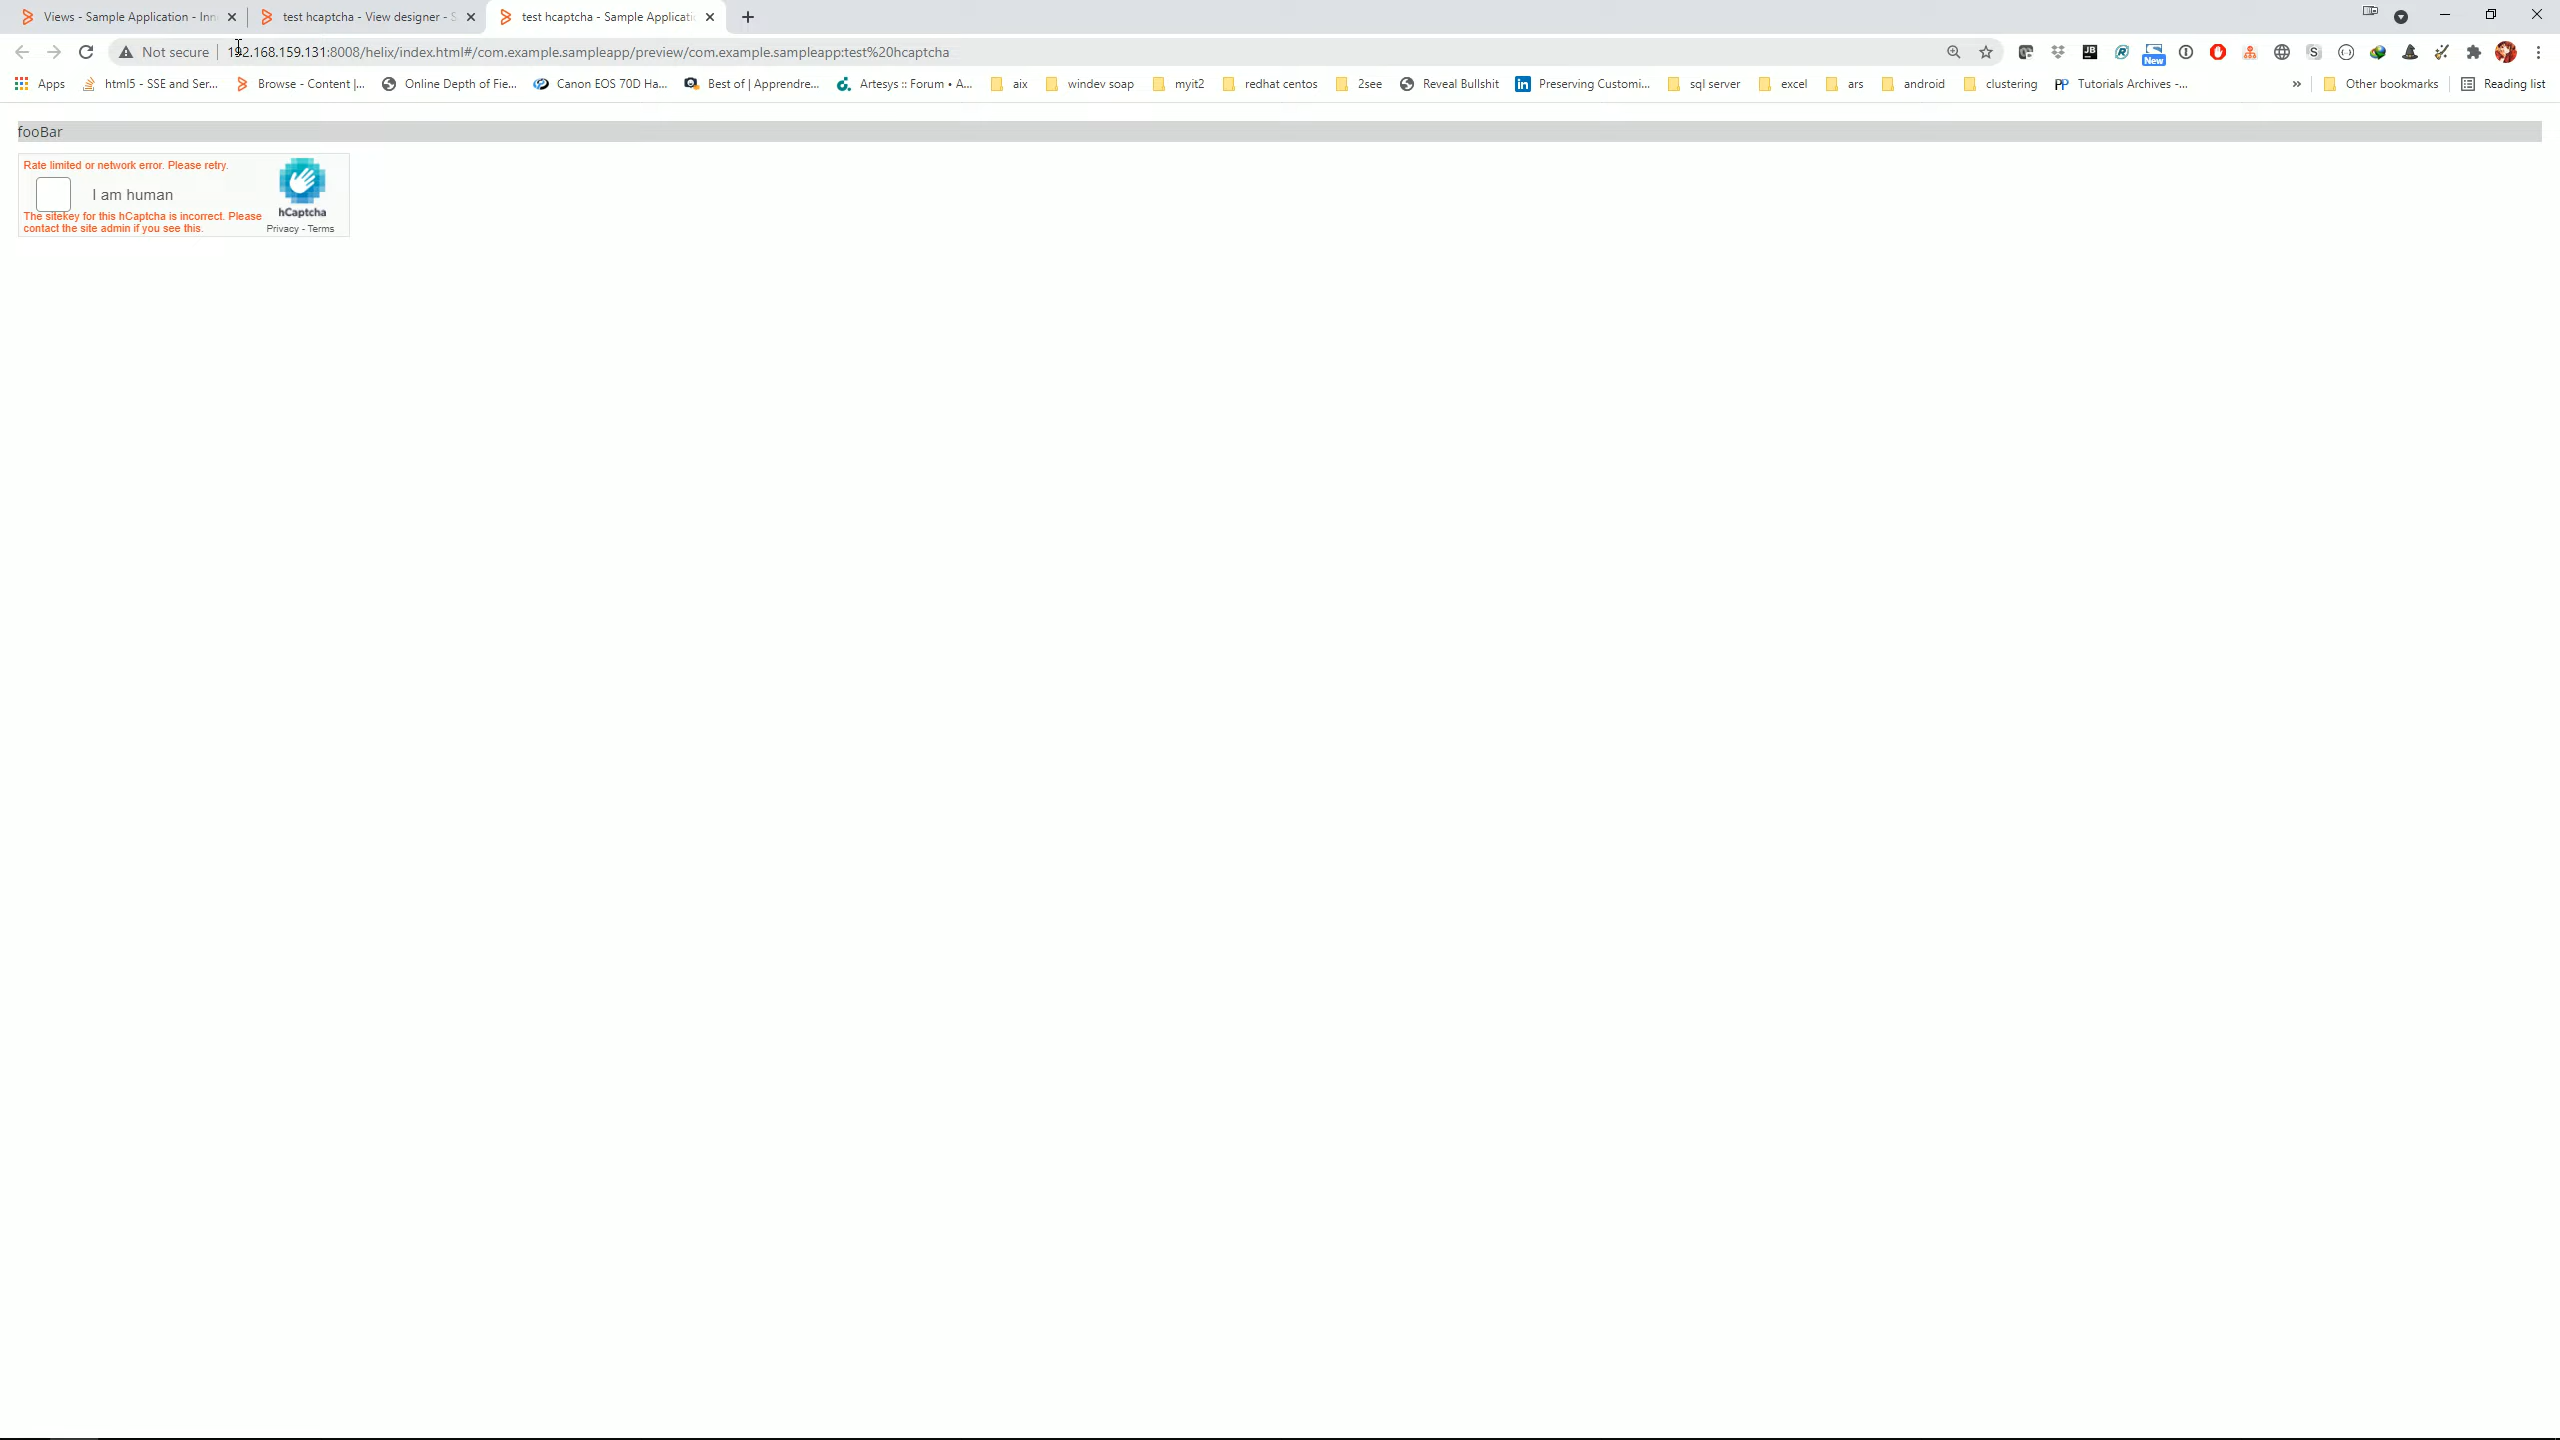 Views - Sample Application - Inn
test hcaptcha - View designer - S
test hcaptcha - Sample Applicati
Not secure
192.168.159.131:8008/helix/index.html#/com.example.sampleapp/preview/com.example.sampleapp:test%20hcaptcha
New
Apps
html5 - SSE and Ser...
Browse - Content |...
Online Depth of Fie...
Canon EOS 70D Ha...
Best of | Apprendre...
Artesys :: Forum • A...
aix
windev soap
myit2
redhat centos
2see
Reveal Bullshit
Preserving Customi...
sql server
excel
ars
android
clustering
Tutorials Archives -...
»
Other bookmarks
Reading list
fooBar
Rate limited or network error. Please retry.
I am human
The sitekey for this hCaptcha is incorrect. Please
contact the site admin if you see this.
hCaptcha
Privacy - Terms